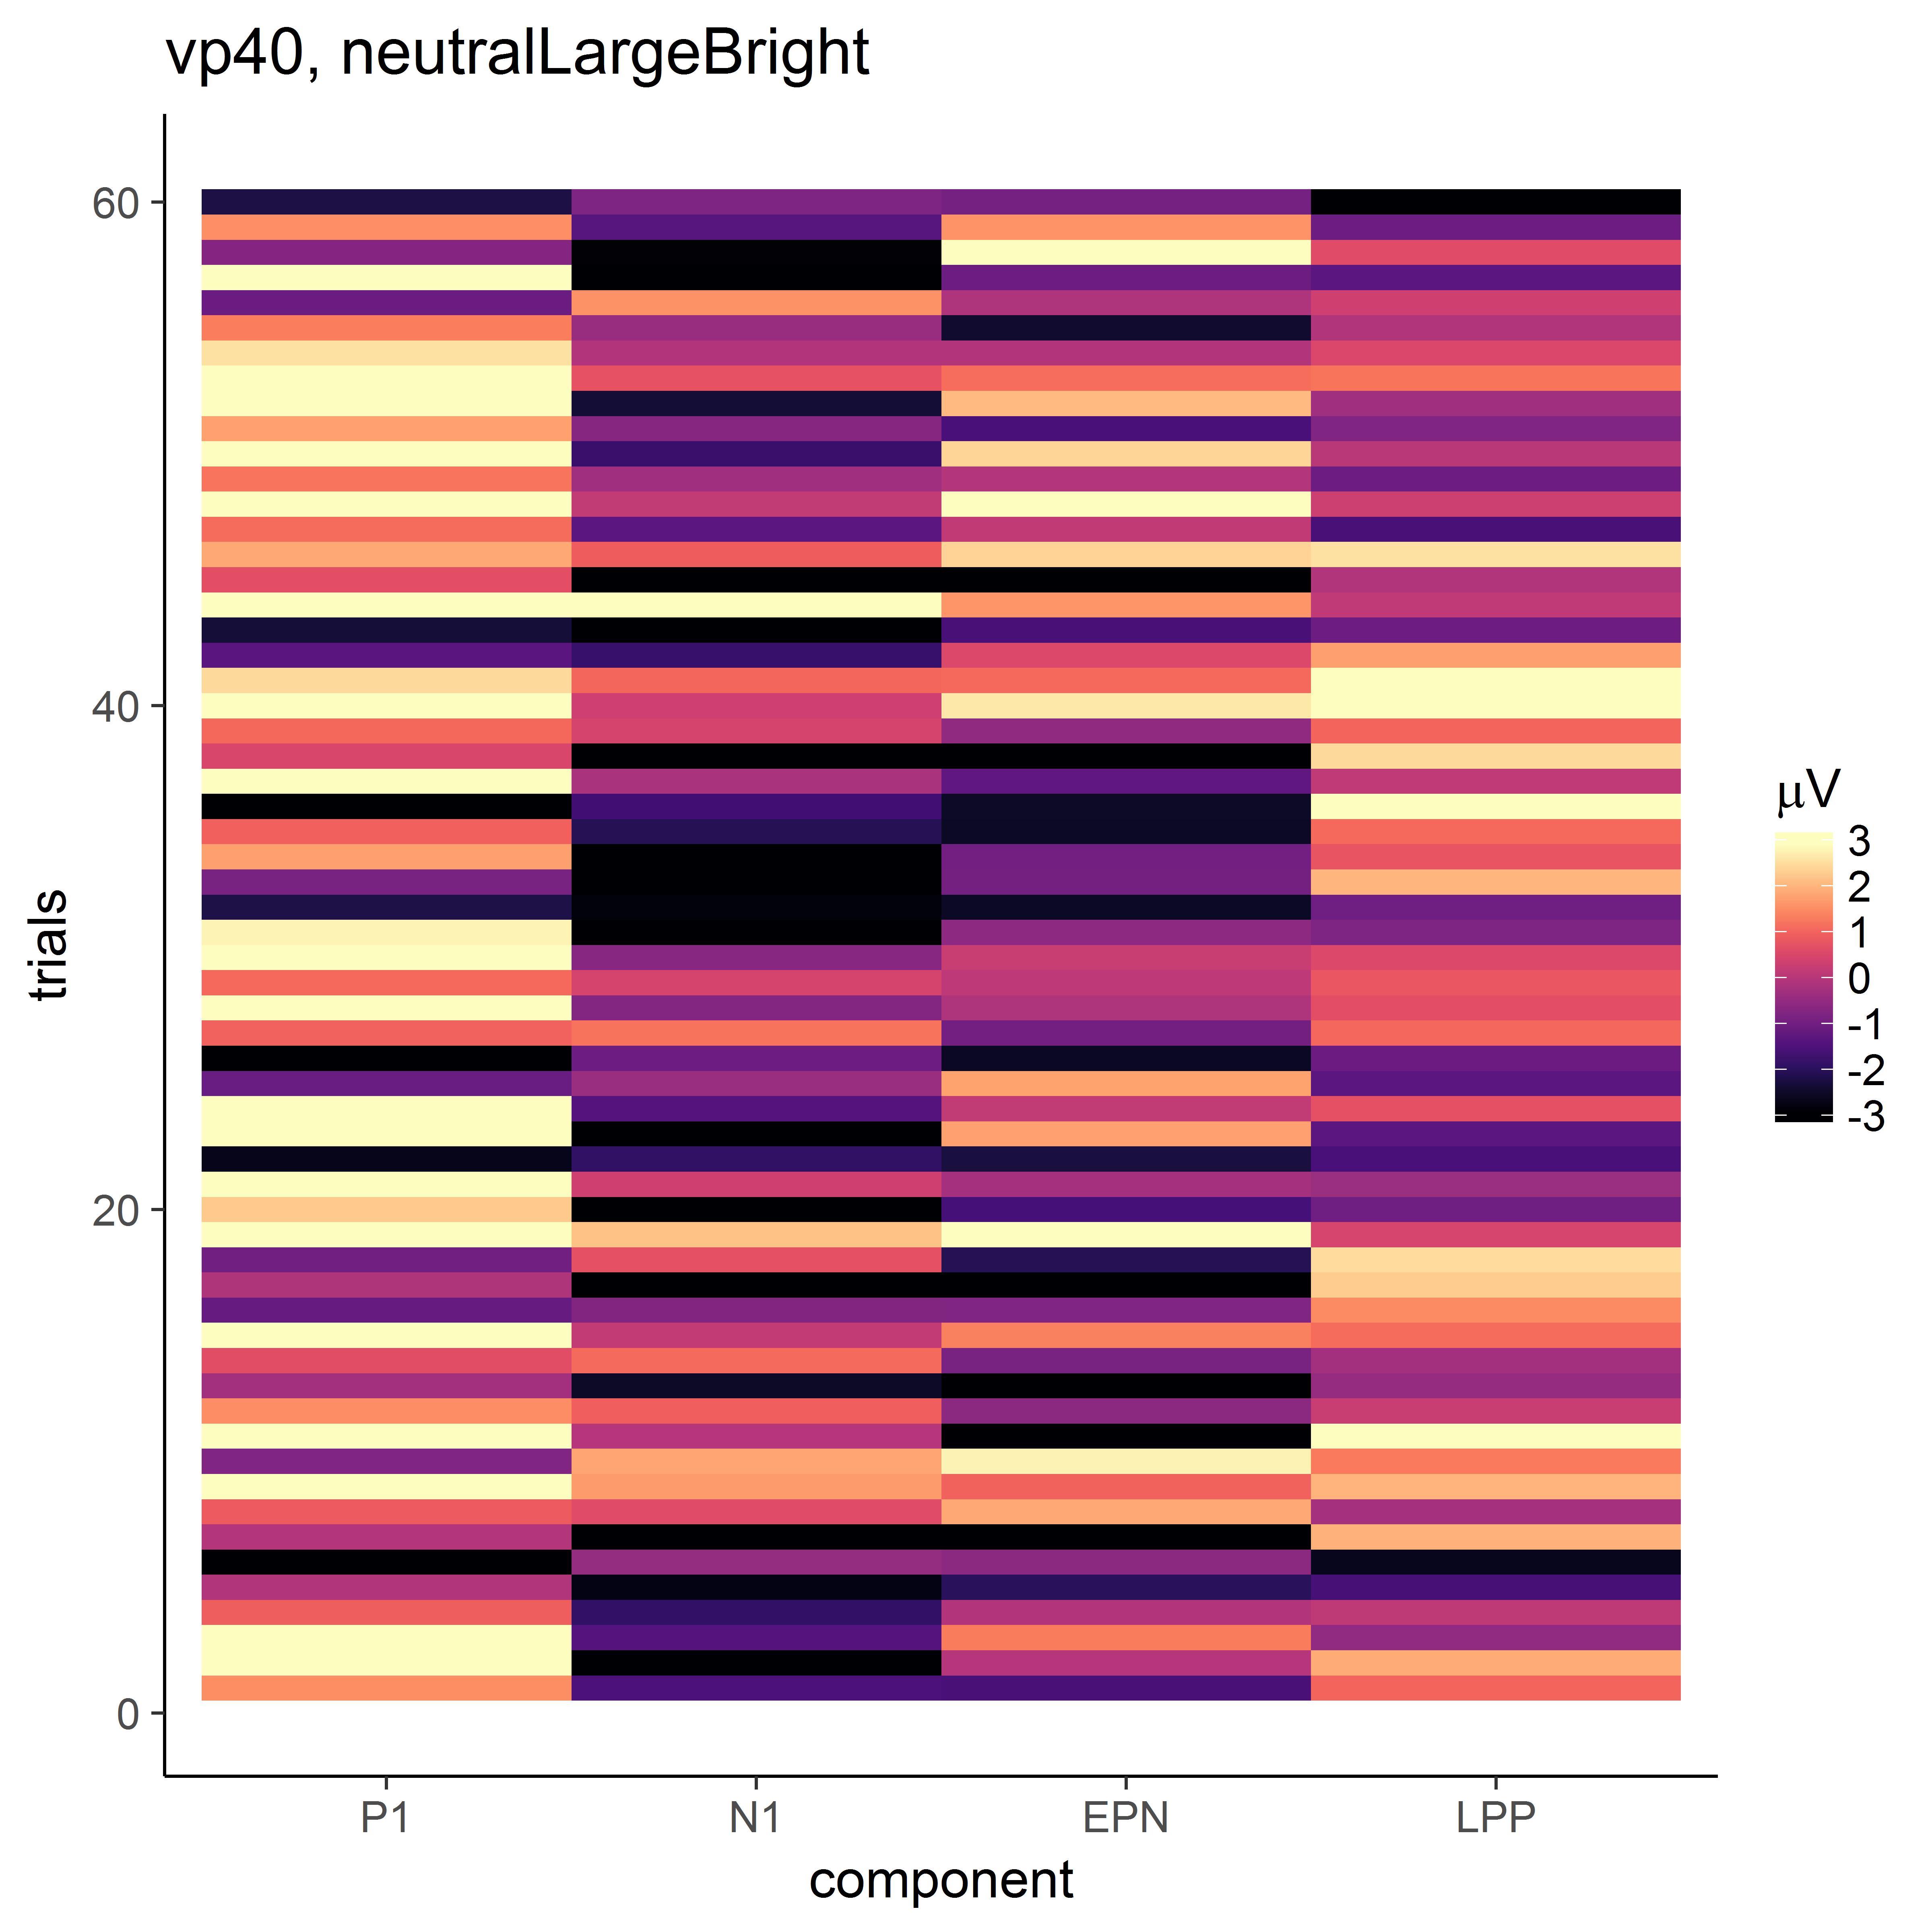 vp40, neutralLargeBright
60
40
20
0
trials
P1 N1 EPN LPP
component
μV
3
2
1
0
-1
-2
-3